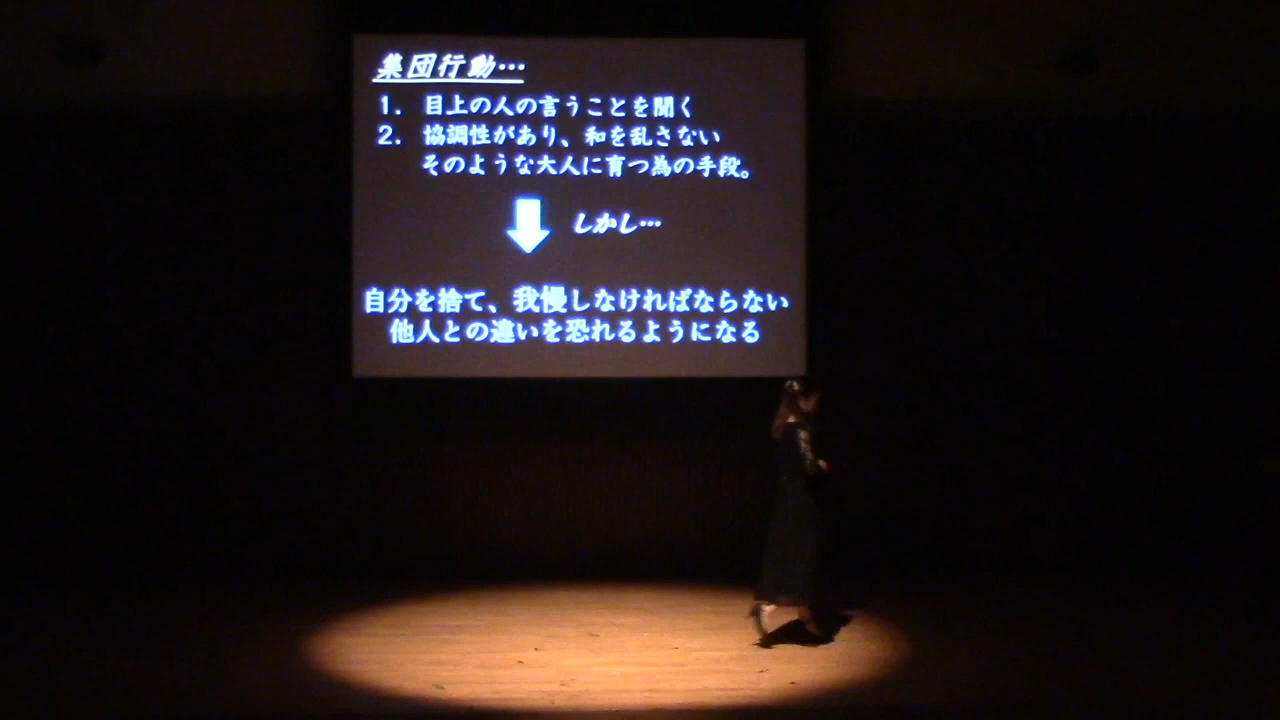 集団行動…
1. 目上の人の言うことを聞く
2. 協調性があり、和を乱さない
そのような大人に育つ為の手段。
しかし…
自分を捨て、我慢しなければならない
他人との違いを恐れるようになる